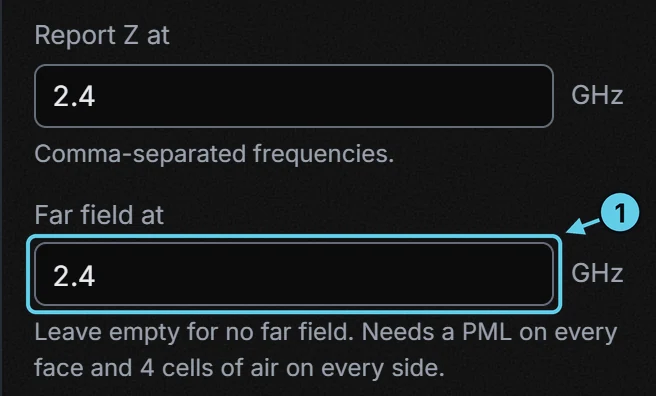 Report Z at
2.4 GHz
Comma-separated frequencies.
Far field at
1
2.4 GHz
Leave empty for no far field. Needs a PML on every
face and 4 cells of air on every side.